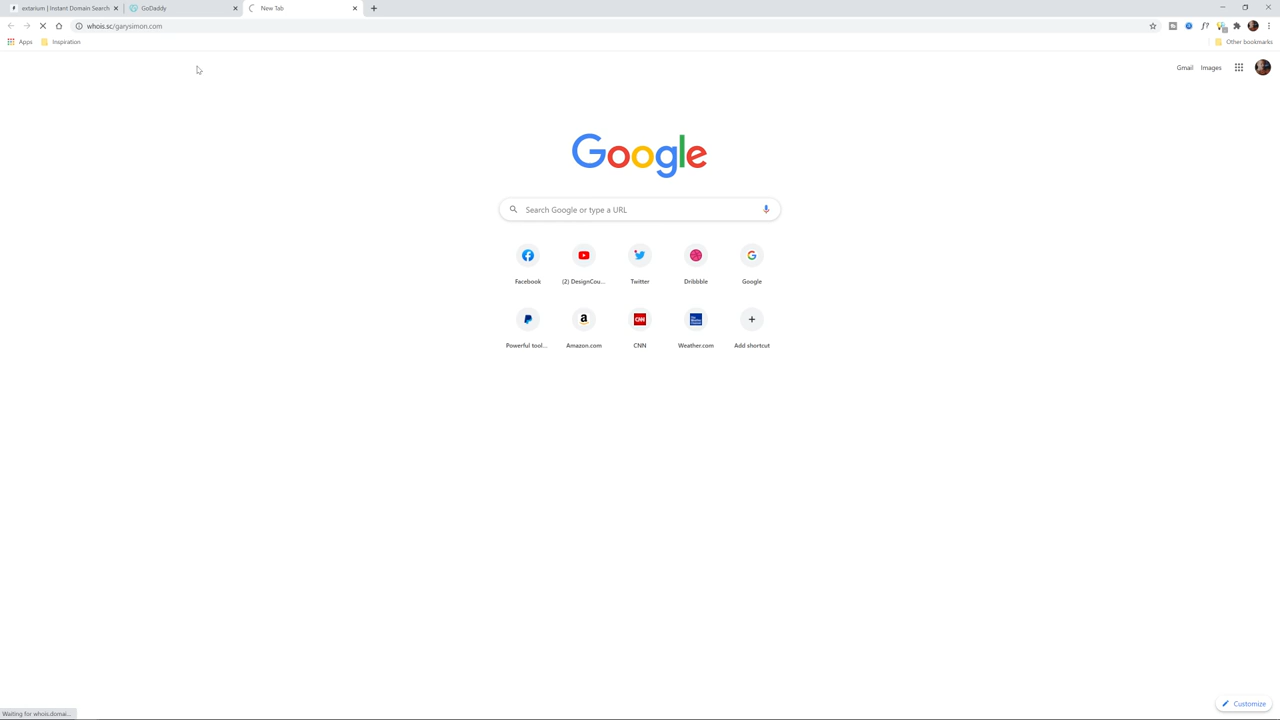 extarium | Instant Domain Search
GoDaddy
New Tab
whois.sc/garysimon.com
Apps
Inspiration
Other bookmarks
Gmail
Images
Google
Search Google or type a URL
Facebook
(2) DesignCou...
Twitter
Dribbble
Google
Powerful tool...
Amazon.com
CNN
Weather.com
Add shortcut
Waiting for whois.domai...
Customize